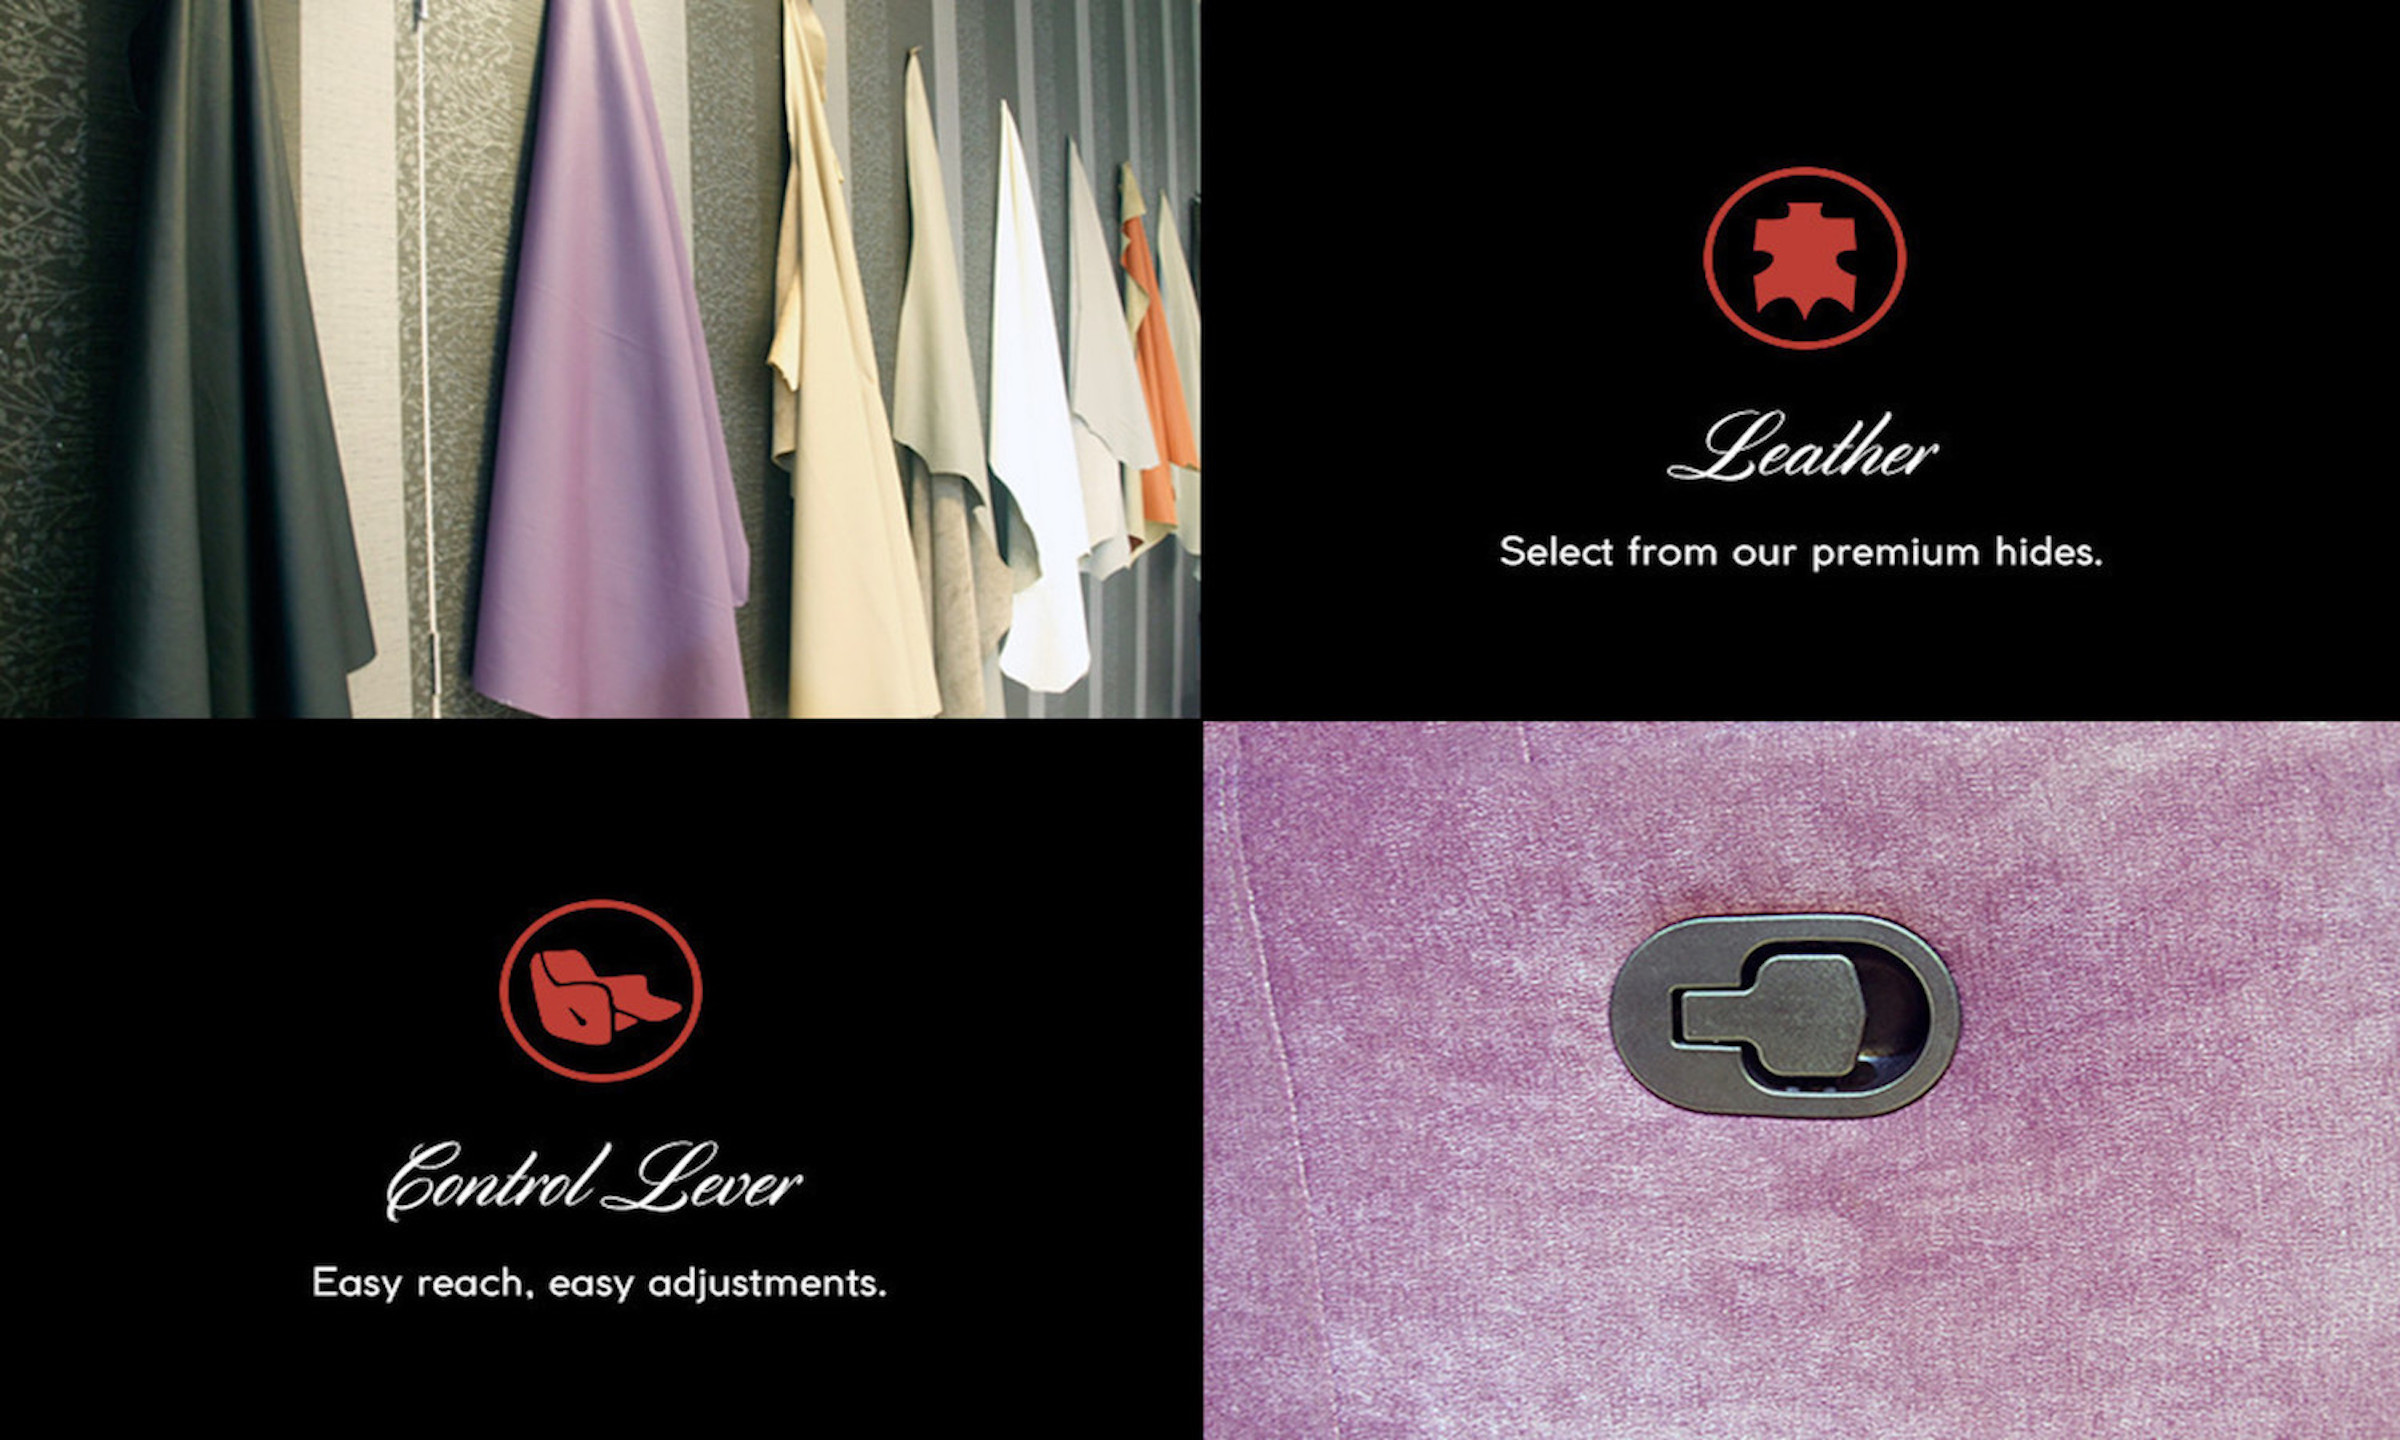 Leather
Select from our premium hides.
Control Lever
Easy reach, easy adjustments.